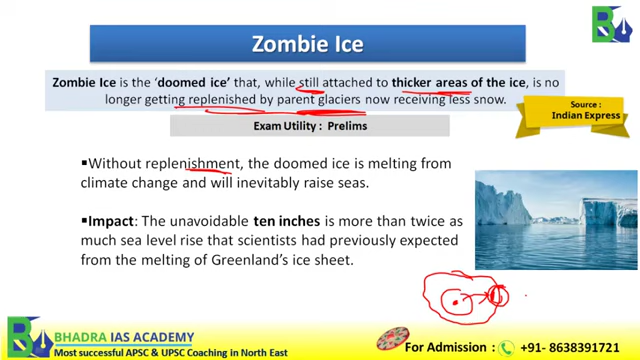 Zombie Ice
Zombie Ice is the ‘doomed ice’ that, while still attached to thicker areas of the ice, is no
longer getting replenished by parent glaciers now receiving less snow.
Exam Utility : Prelims
Source :
Indian Express
▪Without replenishment, the doomed ice is melting from
climate change and will inevitably raise seas.
▪Impact: The unavoidable ten inches is more than twice as
much sea level rise that scientists had previously expected
from the melting of Greenland’s ice sheet.
BHADRA IAS ACADEMY
Most successful APSC & UPSC Coaching in North East
For Admission : +91- 8638391721